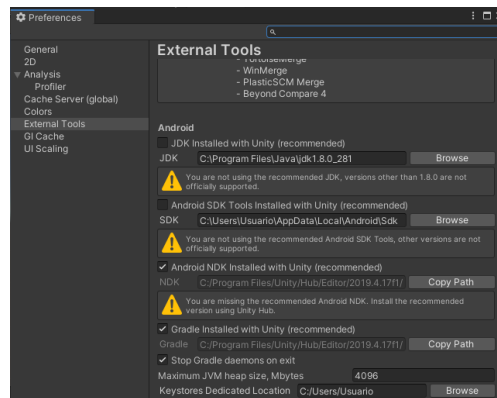 Preferences
General
2D
Analysis
Profiler
Cache Server (global)
Colors
External Tools
GI Cache
UI Scaling
External Tools
- TortoiseMerge
- WinMerge
- PlasticSCM Merge
- Beyond Compare 4
Android
JDK Installed with Unity (recommended)
JDK C:\Program Files\Java\jdk1.8.0_281 Browse
You are not using the recommended JDK, versions other than 1.8.0 are not
officially supported.
Android SDK Tools Installed with Unity (recommended)
SDK C:\Users\Usuario\AppData\Local\Android\Sdk Browse
You are not using the recommended Android SDK Tools, other versions are not
officially supported.
Android NDK Installed with Unity (recommended)
NDK C:/Program Files/Unity/Hub/Editor/2019.4.17f1/ Copy Path
You are missing the recommended Android NDK. Install the recommended
version using Unity Hub.
Gradle Installed with Unity (recommended)
Gradle C:/Program Files/Unity/Hub/Editor/2019.4.17f1/ Copy Path
Stop Gradle daemons on exit
Maximum JVM heap size, Mbytes 4096
Keystores Dedicated Location C:/Users/Usuario Browse